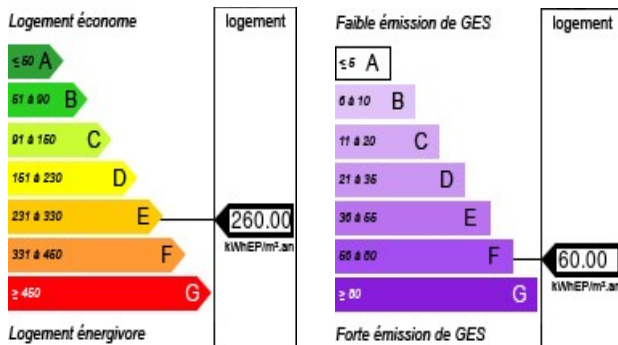 Logement économe
logement
≤ 50 A
51 à 90 B
91 à 150 C
151 à 230 D
231 à 330 E
260.00
kWhEP/m².an
331 à 450 F
≥ 450 G
Logement énergivore
Faible émission de GES
logement
≤ 5 A
6 à 10 B
11 à 20 C
21 à 35 D
36 à 55 E
56 à 80 F
60.00
kWhEP/m².an
≥ 80 G
Forte émission de GES